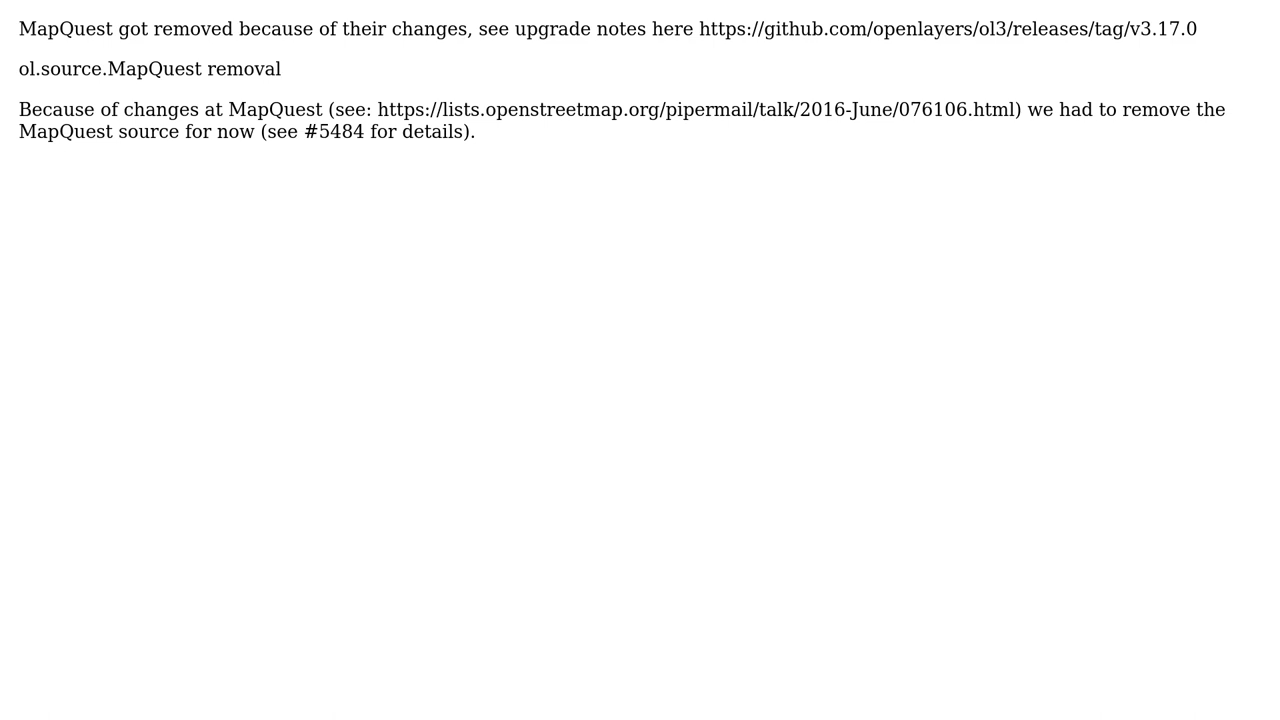 MapQuest got removed because of their changes, see upgrade notes here https://github.com/openlayers/ol3/releases/tag/v3.17.0
ol.source.MapQuest removal
Because of changes at MapQuest (see: https://lists.openstreetmap.org/pipermail/talk/2016-June/076106.html) we had to remove the
MapQuest source for now (see #5484 for details).